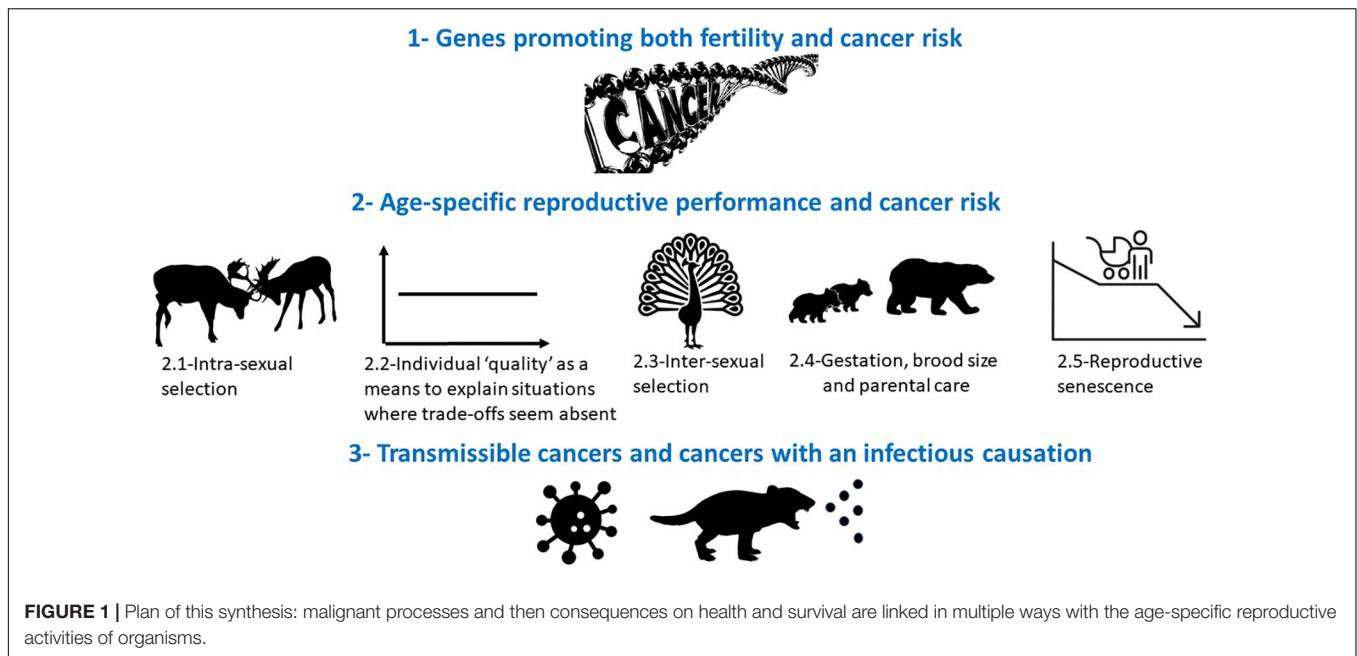 1- Genes promoting both fertility and cancer risk
CANCER
2- Age-specific reproductive performance and cancer risk
2.1-Intra-sexual
selection
2.2-Individual 'quality' as a
means to explain situations
where trade-offs seem absent
2.3-Inter-sexual
selection
2.4-Gestation, brood size
and parental care
2.5-Reproductive
senescence
3- Transmissible cancers and cancers with an infectious causation
FIGURE 1 | Plan of this synthesis: malignant processes and then consequences on health and survival are linked in multiple ways with the age-specific reproductive
activities of organisms.